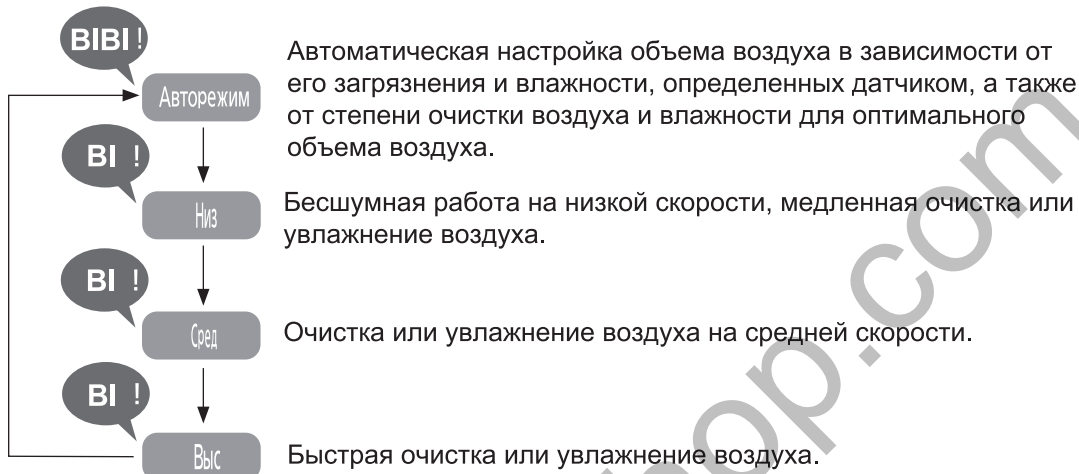 BIBI !
Авторежим
Автоматическая настройка объема воздуха в зависимости от
его загрязнения и влажности, определенных датчиком, а также
от степени очистки воздуха и влажности для оптимального
объема воздуха.
BI !
Низ
Бесшумная работа на низкой скорости, медленная очистка или
увлажнение воздуха.
BI !
Сред
Очистка или увлажнение воздуха на средней скорости.
BI !
Выс
Быстрая очистка или увлажнение воздуха.
op.com